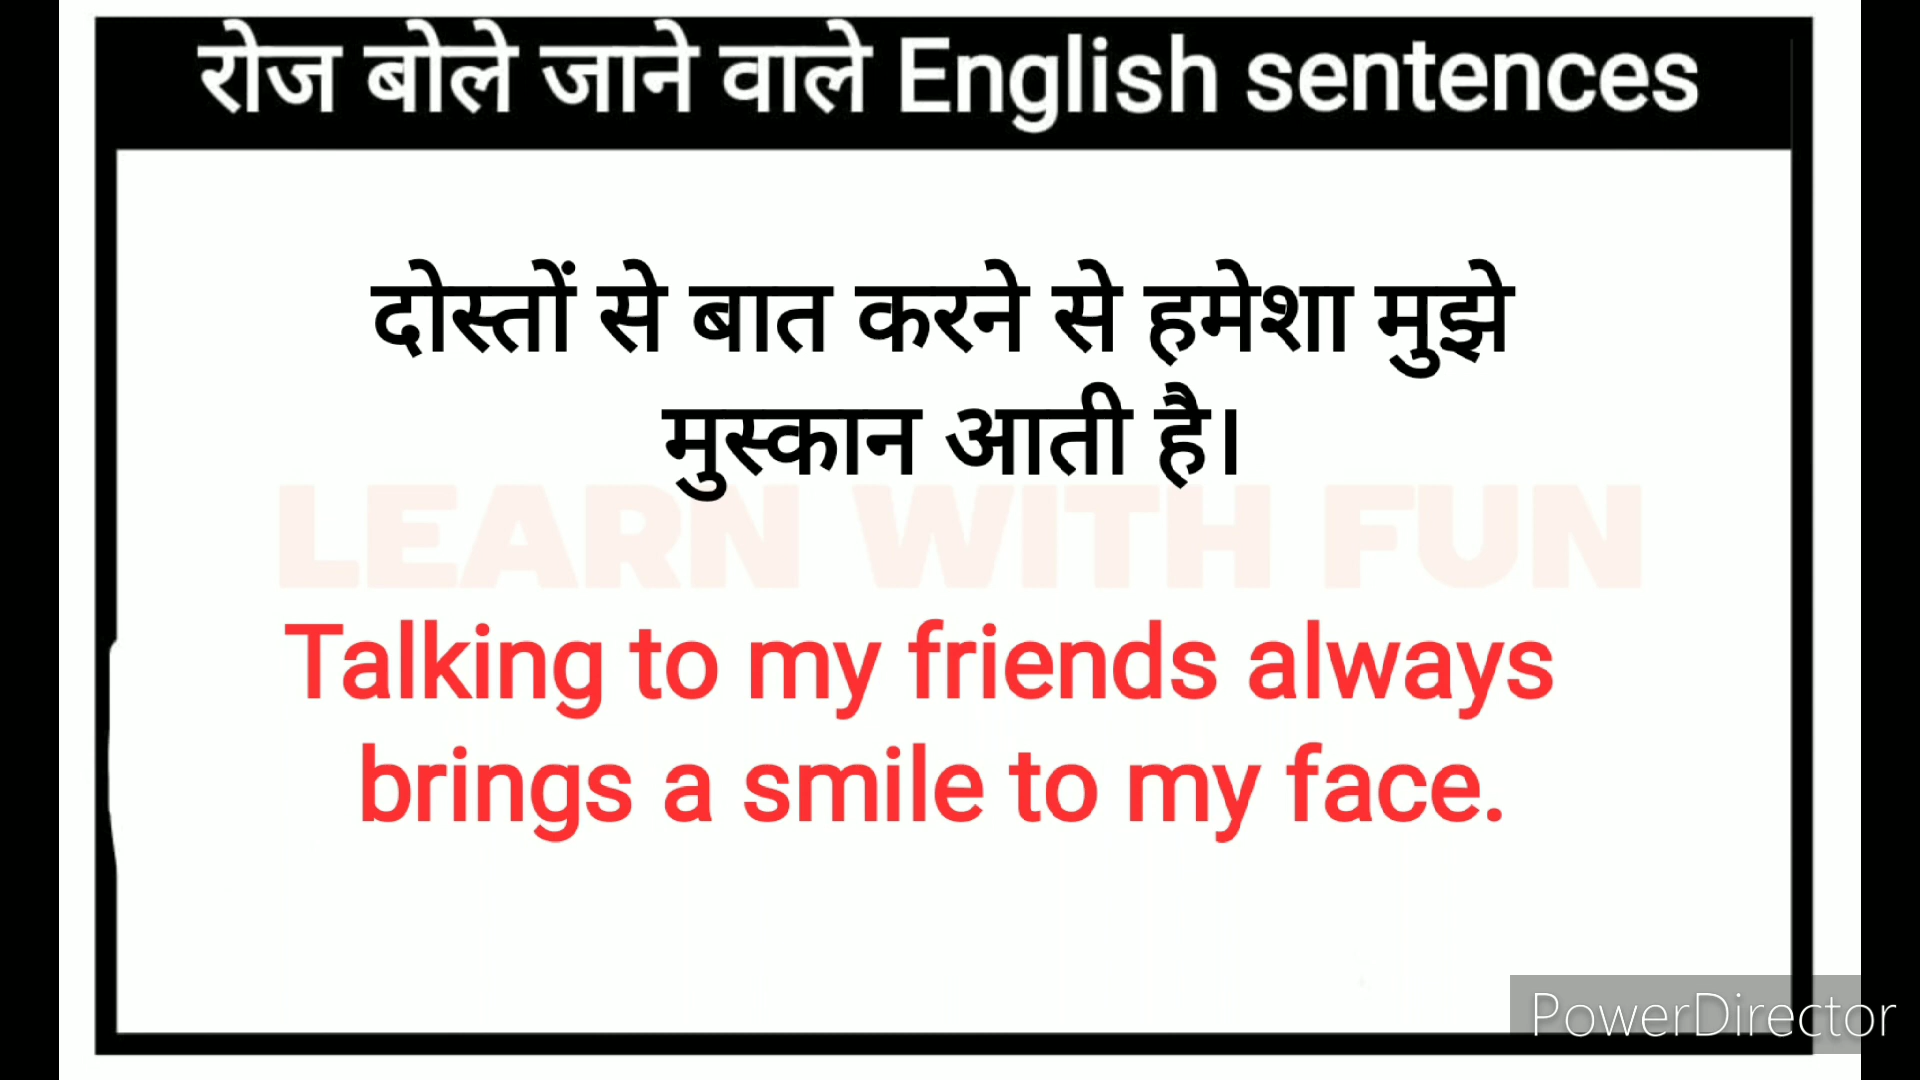 रोज बोले जाने वाले English sentences
दोस्तों से बात करने से हमेशा मुझे
मुस्कान आती है।
LEARN WITH FUN
Talking to my friends always
brings a smile to my face.
PowerDirector